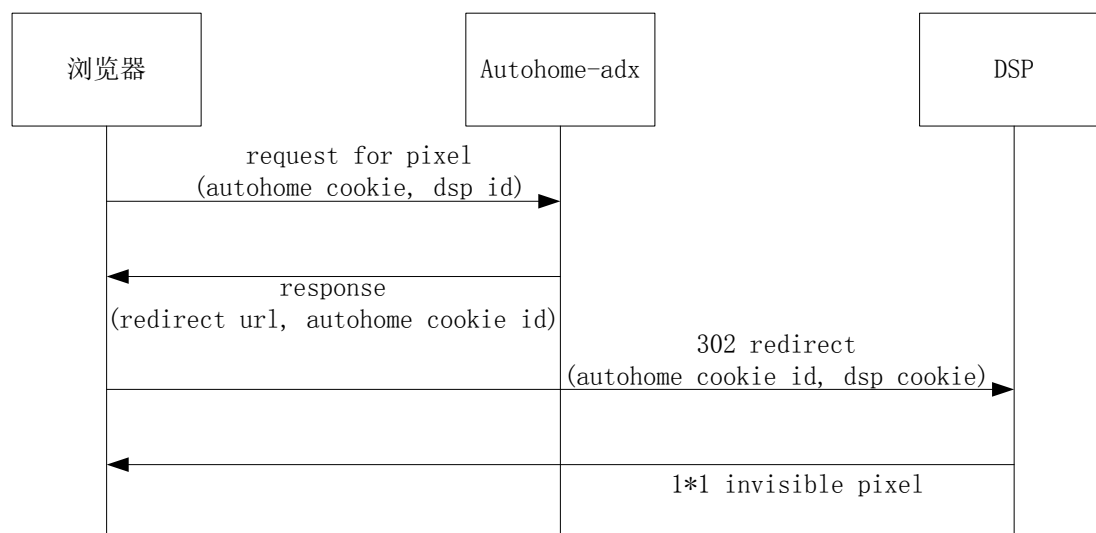 浏览器
Autohome-adx
DSP
request for pixel
(autohome cookie, dsp id)
response
(redirect url, autohome cookie id)
302 redirect
(autohome cookie id, dsp cookie)
1*1 invisible pixel